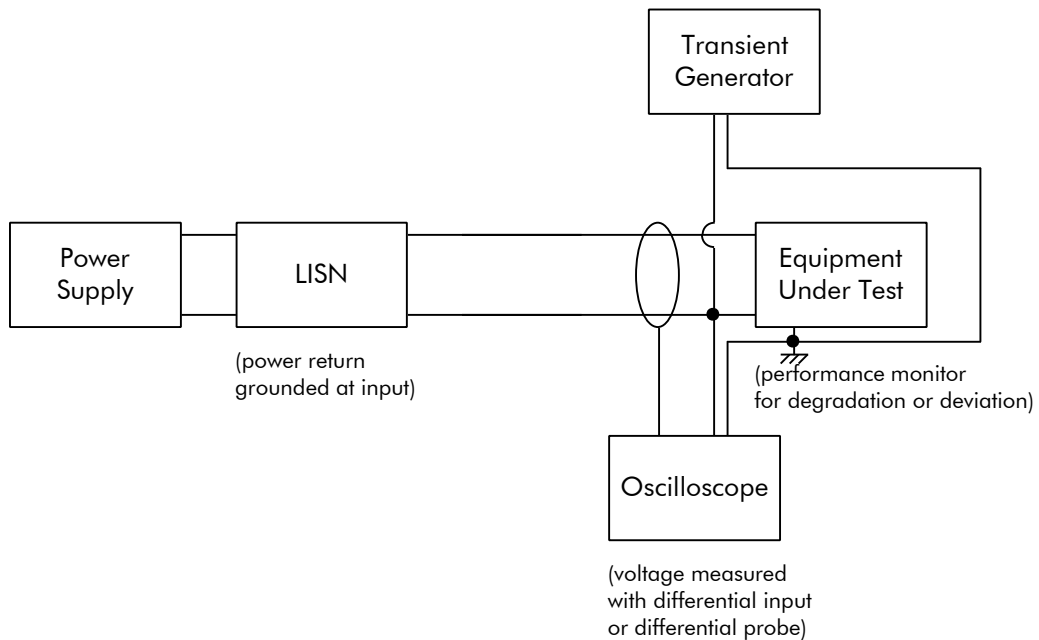 Transient
Generator
Power
Supply
LISN
Equipment
Under Test
(power return
grounded at input)
(performance monitor
for degradation or deviation)
Oscilloscope
(voltage measured
with differential input
or differential probe)